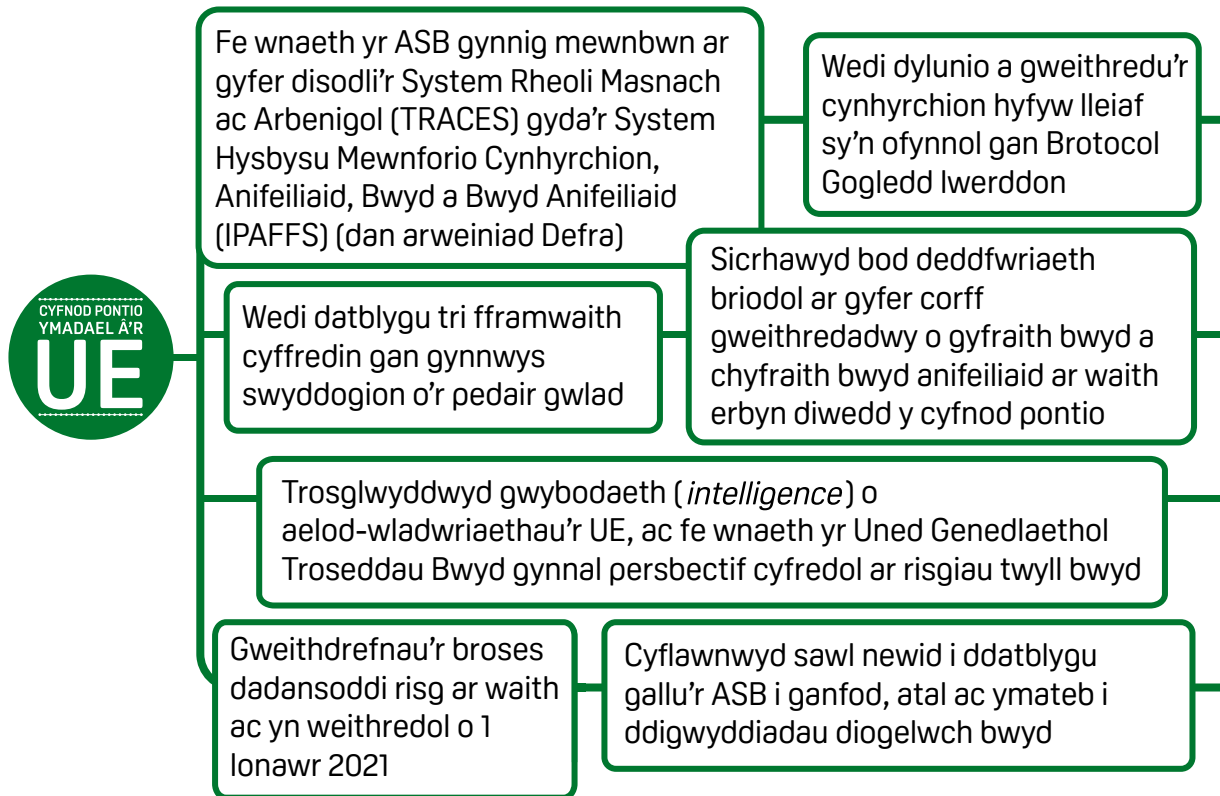 CYFNOD PONTIO
YMADAEL Â'R
UE
Fe wnaeth yr ASB gynnig mewnbwn ar
gyfer disodli'r System Rheoli Masnach
ac Arbenigol (TRACES) gyda'r System
Hysbysu Mewnforio Cynhyrchion,
Anifeiliaid, Bwyd a Bwyd Anifeiliaid
(IPAFFS) (dan arweiniad Defra)
Wedi dylunio a gweithredu'r
cynhyrchion hyfyw lleiaf
sy'n ofynnol gan Brotocol
Gogledd Iwerddon
Wedi datblygu tri fframwaith
cyffredin gan gynnwys
swyddogion o'r pedair gwlad
Sicrhawyd bod deddfwriaeth
briodol ar gyfer corff
gweithredadwy o gyfraith bwyd a
chyfraith bwyd anifeiliaid ar waith
erbyn diwedd y cyfnod pontio
Trosglwyddwyd gwybodaeth (intelligence) o
aelod-wladwriaethau'r UE, ac fe wnaeth yr Uned Genedlaethol
Troseddau Bwyd gynnal persbectif cyfredol ar risgiau twyll bwyd
Gweithdrefnau'r broses
dadansoddi risg ar waith
ac yn weithredol o 1
Ionawr 2021
Cyflawnwyd sawl newid i ddatblygu
gallu'r ASB i ganfod, atal ac ymateb i
ddigwyddiadau diogelwch bwyd